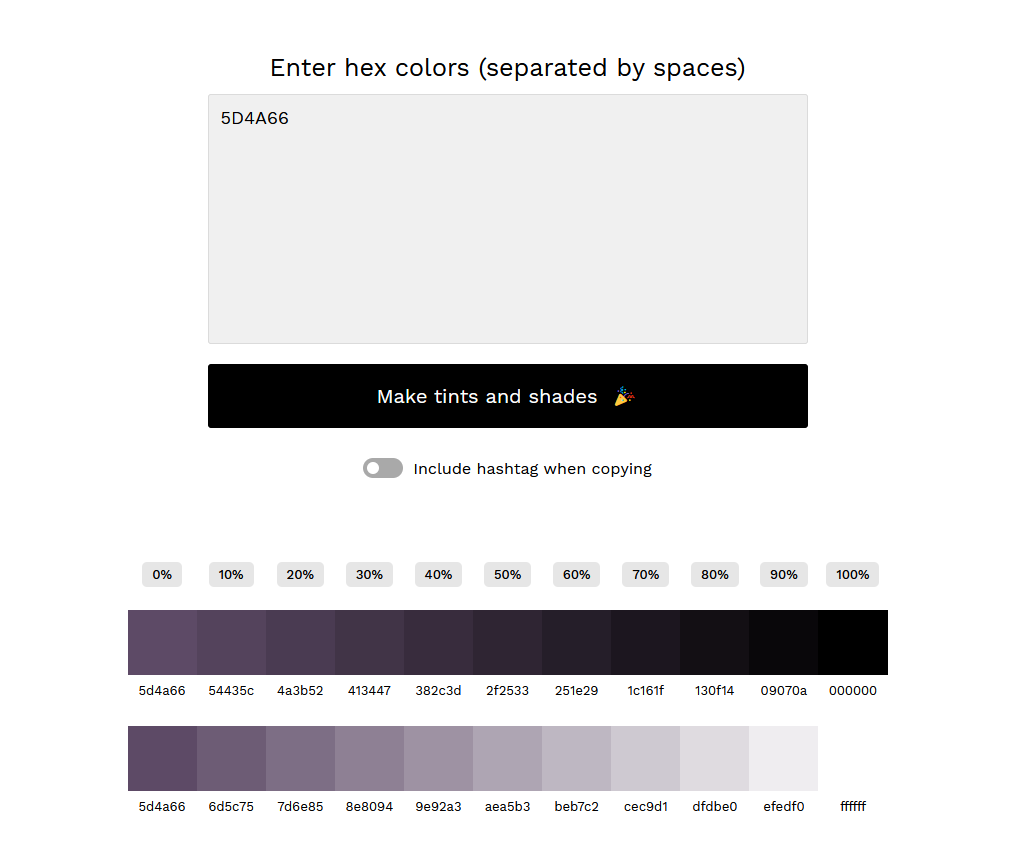 Enter hex colors (separated by spaces)
5D4A66
Make tints and shades 🎉
Include hashtag when copying
0% 10% 20% 30% 40% 50% 60% 70% 80% 90% 100%
5d4a66 54435c 4a3b52 413447 382c3d 2f2533 251e29 1c161f 130f14 09070a 000000
5d4a66 6d5c75 7d6e85 8e8094 9e92a3 aea5b3 beb7c2 cec9d1 dfdbe0 efedf0 ffffff